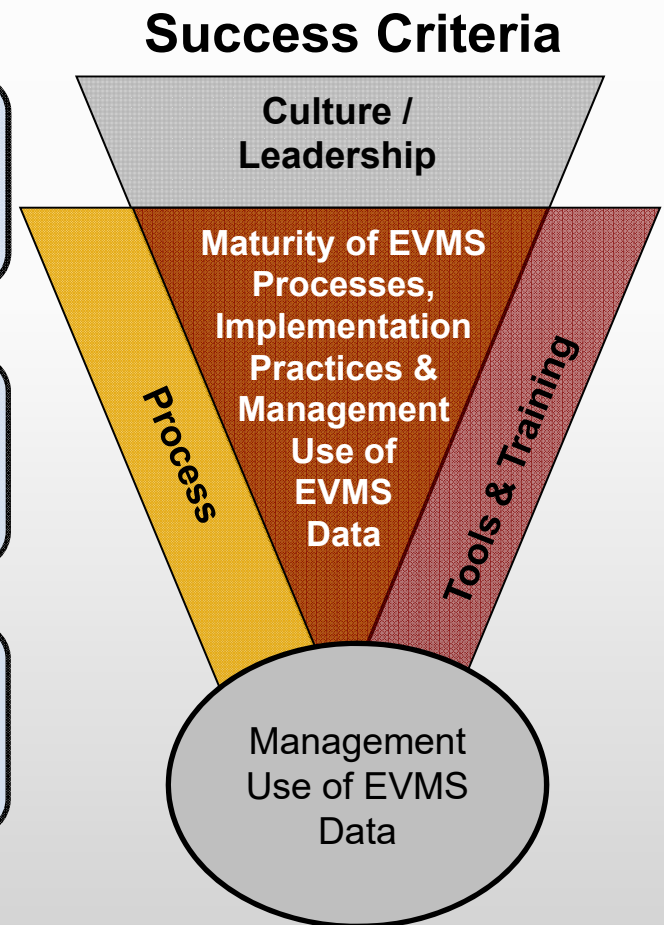 Success Criteria
Culture /
Leadership
Maturity of EVMS
Processes,
Implementation
Practices &
Management
Use of
EVMS
Data
Process
Tools & Training
Management
Use of EVMS
Data